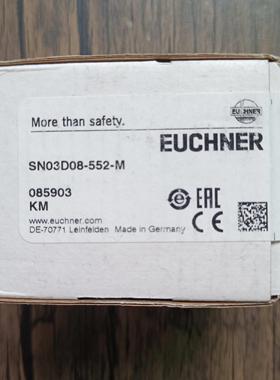 EUCHNER
More than safety.
EUCHNER
SN03D08-552-M
085903
KM
EAC
CE
www.euchner.com
DE-70771 Leinfelden Made in Germany